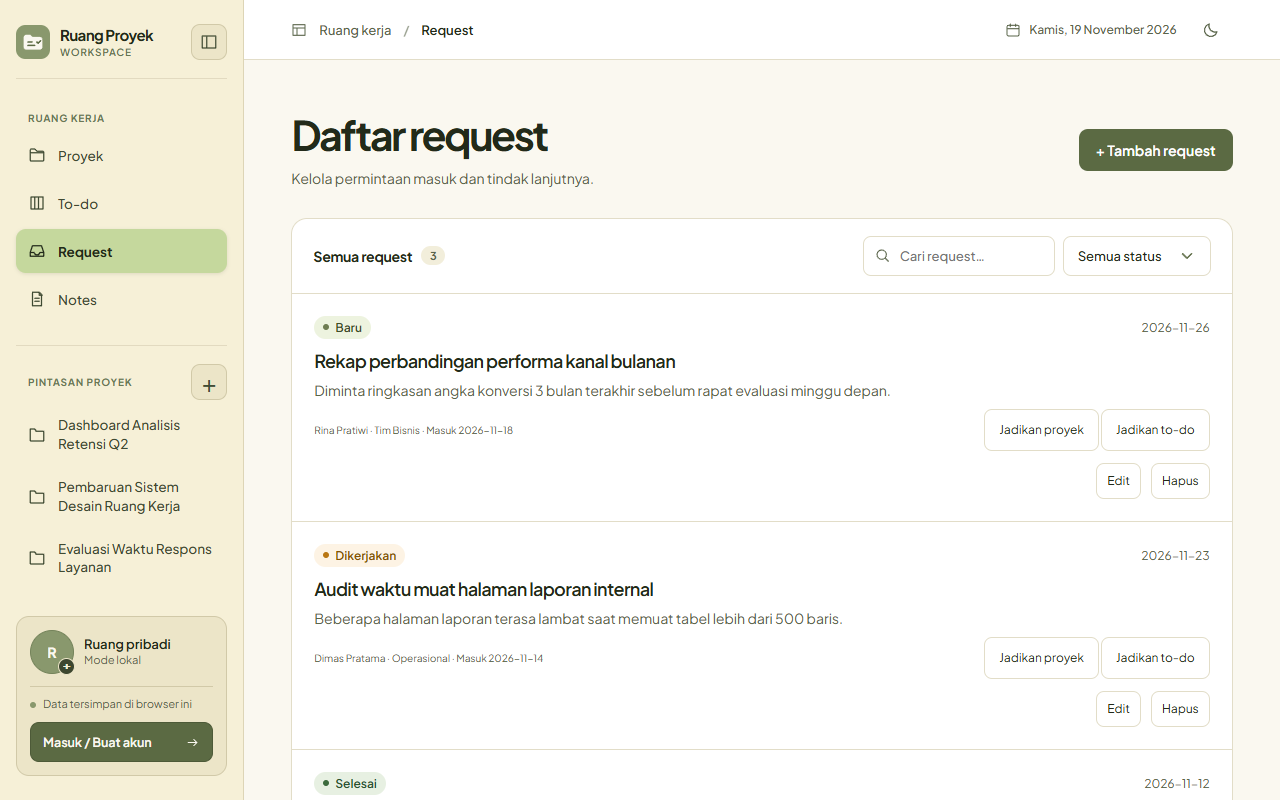 Ruang Proyek
WORKSPACE
RUANG KERJA
Proyek
To-do
Request
Notes
PINTASAN PROYEK
+
Dashboard Analisis
Retensi Q2
Pembaruan Sistem
Desain Ruang Kerja
Evaluasi Waktu Respons
Layanan
R
+
Ruang pribadi
Mode lokal
Data tersimpan di browser ini
Masuk / Buat akun →
Ruang kerja / Request
Kamis, 19 November 2026
Daftar request
Kelola permintaan masuk dan tindak lanjutnya.
+ Tambah request
Semua request 3
Cari request…
Semua status
Baru
2026-11-26
Rekap perbandingan performa kanal bulanan
Diminta ringkasan angka konversi 3 bulan terakhir sebelum rapat evaluasi minggu depan.
Rina Pratiwi · Tim Bisnis · Masuk 2026-11-18
Jadikan proyek
Jadikan to-do
Edit
Hapus
Dikerjakan
2026-11-23
Audit waktu muat halaman laporan internal
Beberapa halaman laporan terasa lambat saat memuat tabel lebih dari 500 baris.
Dimas Pratama · Operasional · Masuk 2026-11-14
Jadikan proyek
Jadikan to-do
Edit
Hapus
Selesai
2026-11-12